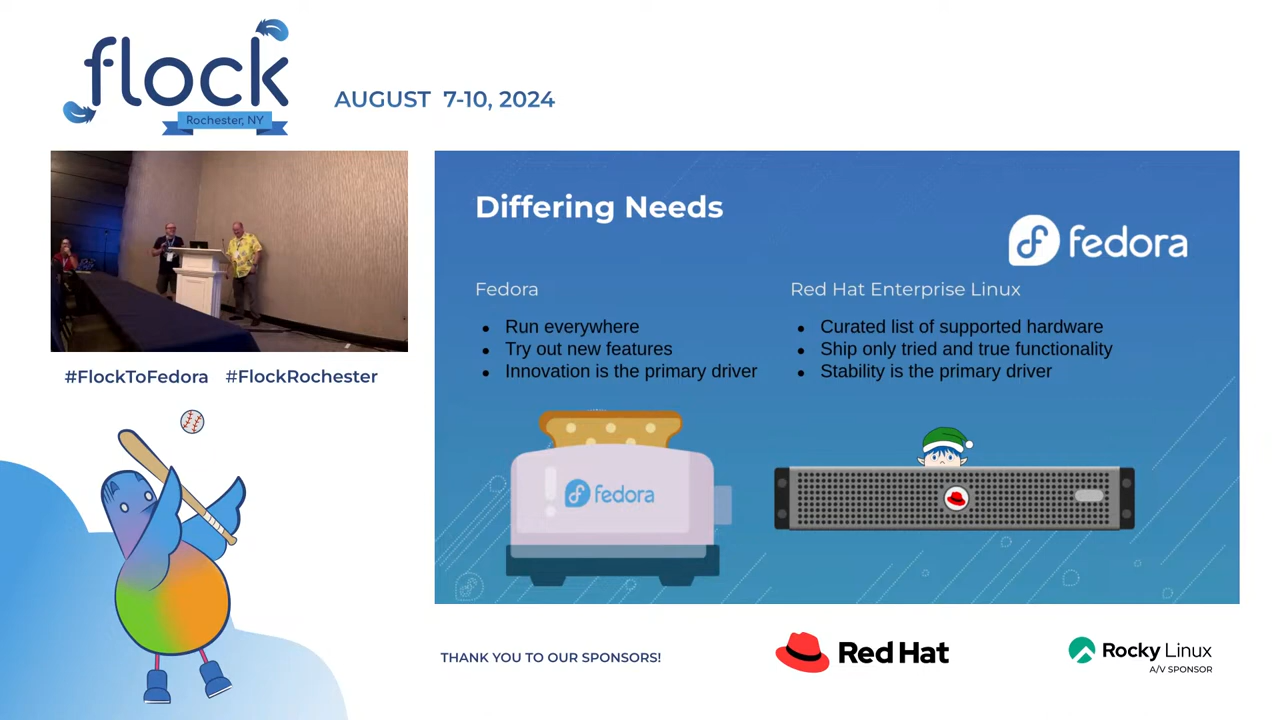 flock
Rochester, NY
AUGUST 7-10, 2024
Differing Needs
fedora
Fedora
Run everywhere
Try out new features
Innovation is the primary driver
Red Hat Enterprise Linux
Curated list of supported hardware
Ship only tried and true functionality
Stability is the primary driver
fedora
#FlockToFedora #FlockRochester
THANK YOU TO OUR SPONSORS!
Red Hat
Rocky Linux
A/V SPONSOR